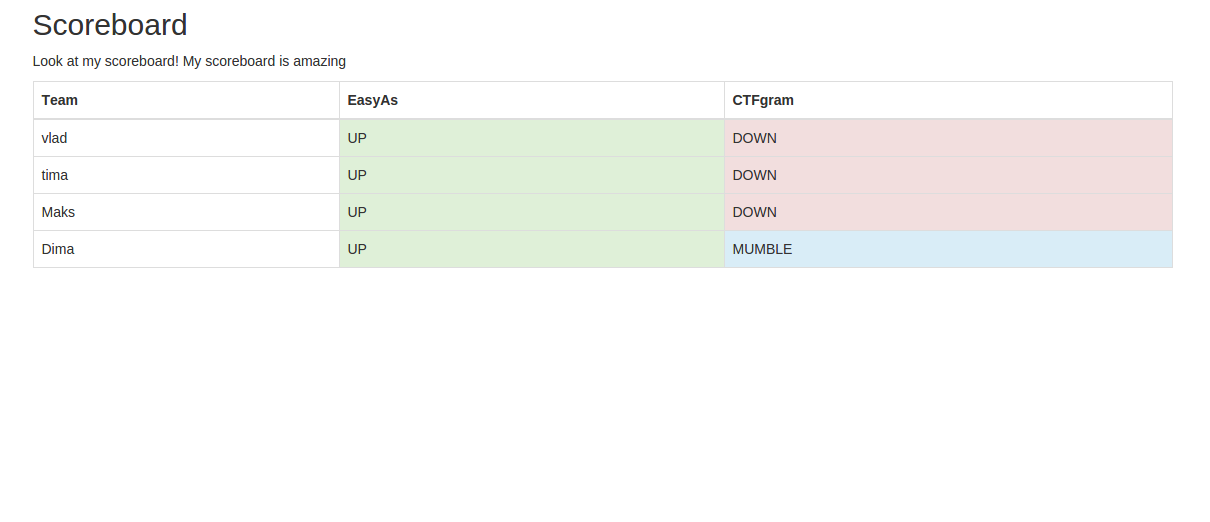 Scoreboard
Look at my scoreboard! My scoreboard is amazing
Team EasyAs CTFgram
vlad UP DOWN
tima UP DOWN
Maks UP DOWN
Dima UP MUMBLE